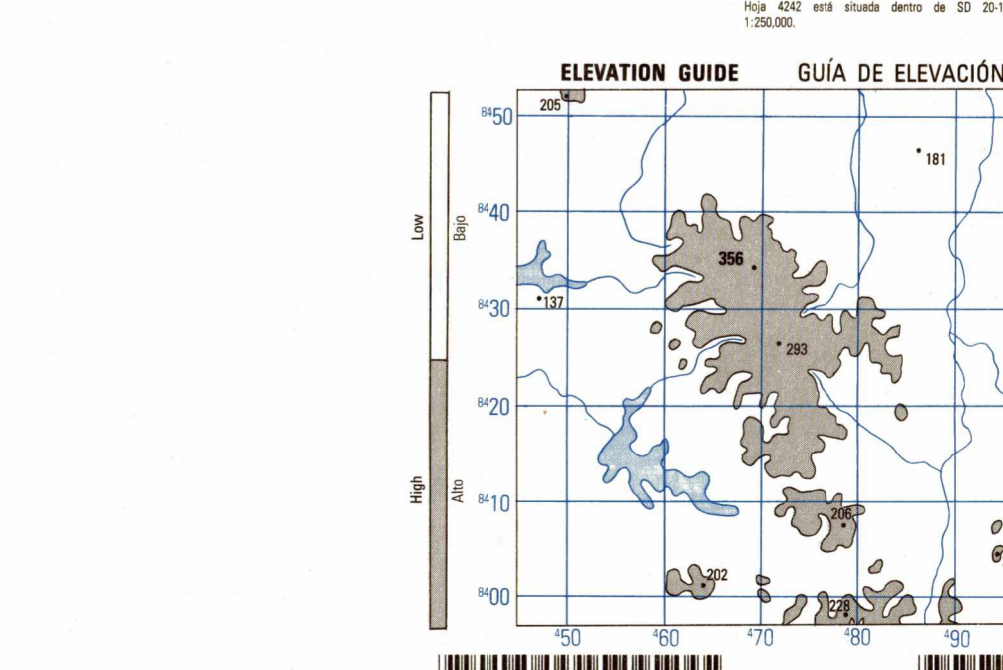 Hoja 4242 está situada dentro de SD 20-1
1:250,000.
ELEVATION GUIDE GUÍA DE ELEVACIÓN
205
8450
181
8440
Low
Bajo
356
137
8430
293
8420
High
Alto
8410
206
202
8400
228
450 460 470 480 490